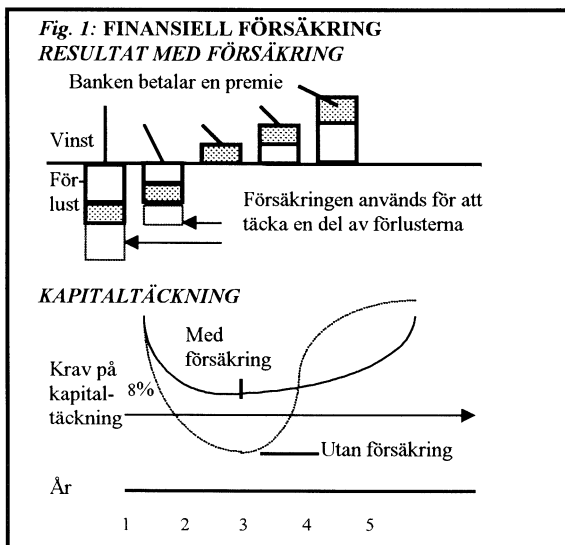 Fig. 1: FINANSIELL FÖRSÄKRING
RESULTAT MED FÖRSÄKRING
Banken betalar en premie
Vinst
För-
lust
Försäkringen används för att
täcka en del av förlusterna
KAPITALTÄCKNING
Med
försäkring
Krav på
kapital-
täckning
8%
Utan försäkring
År
1 2 3 4 5